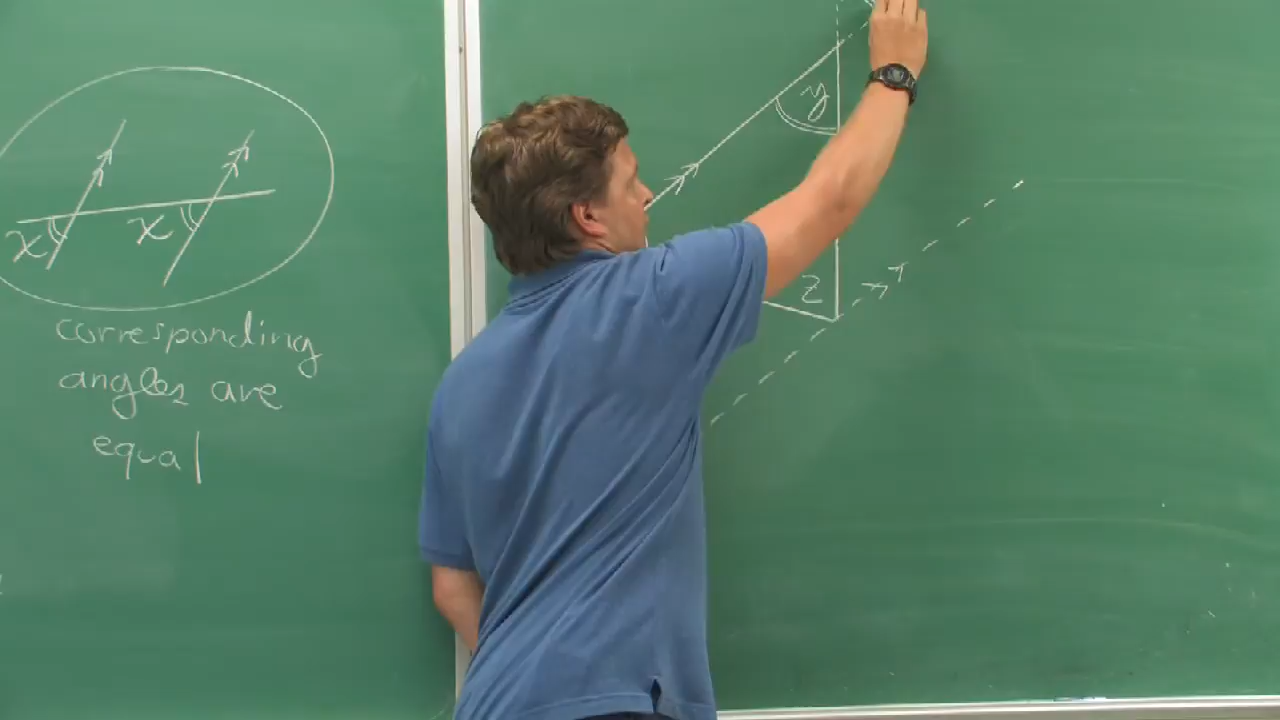 x x
corresponding
angles are
equal
y
z